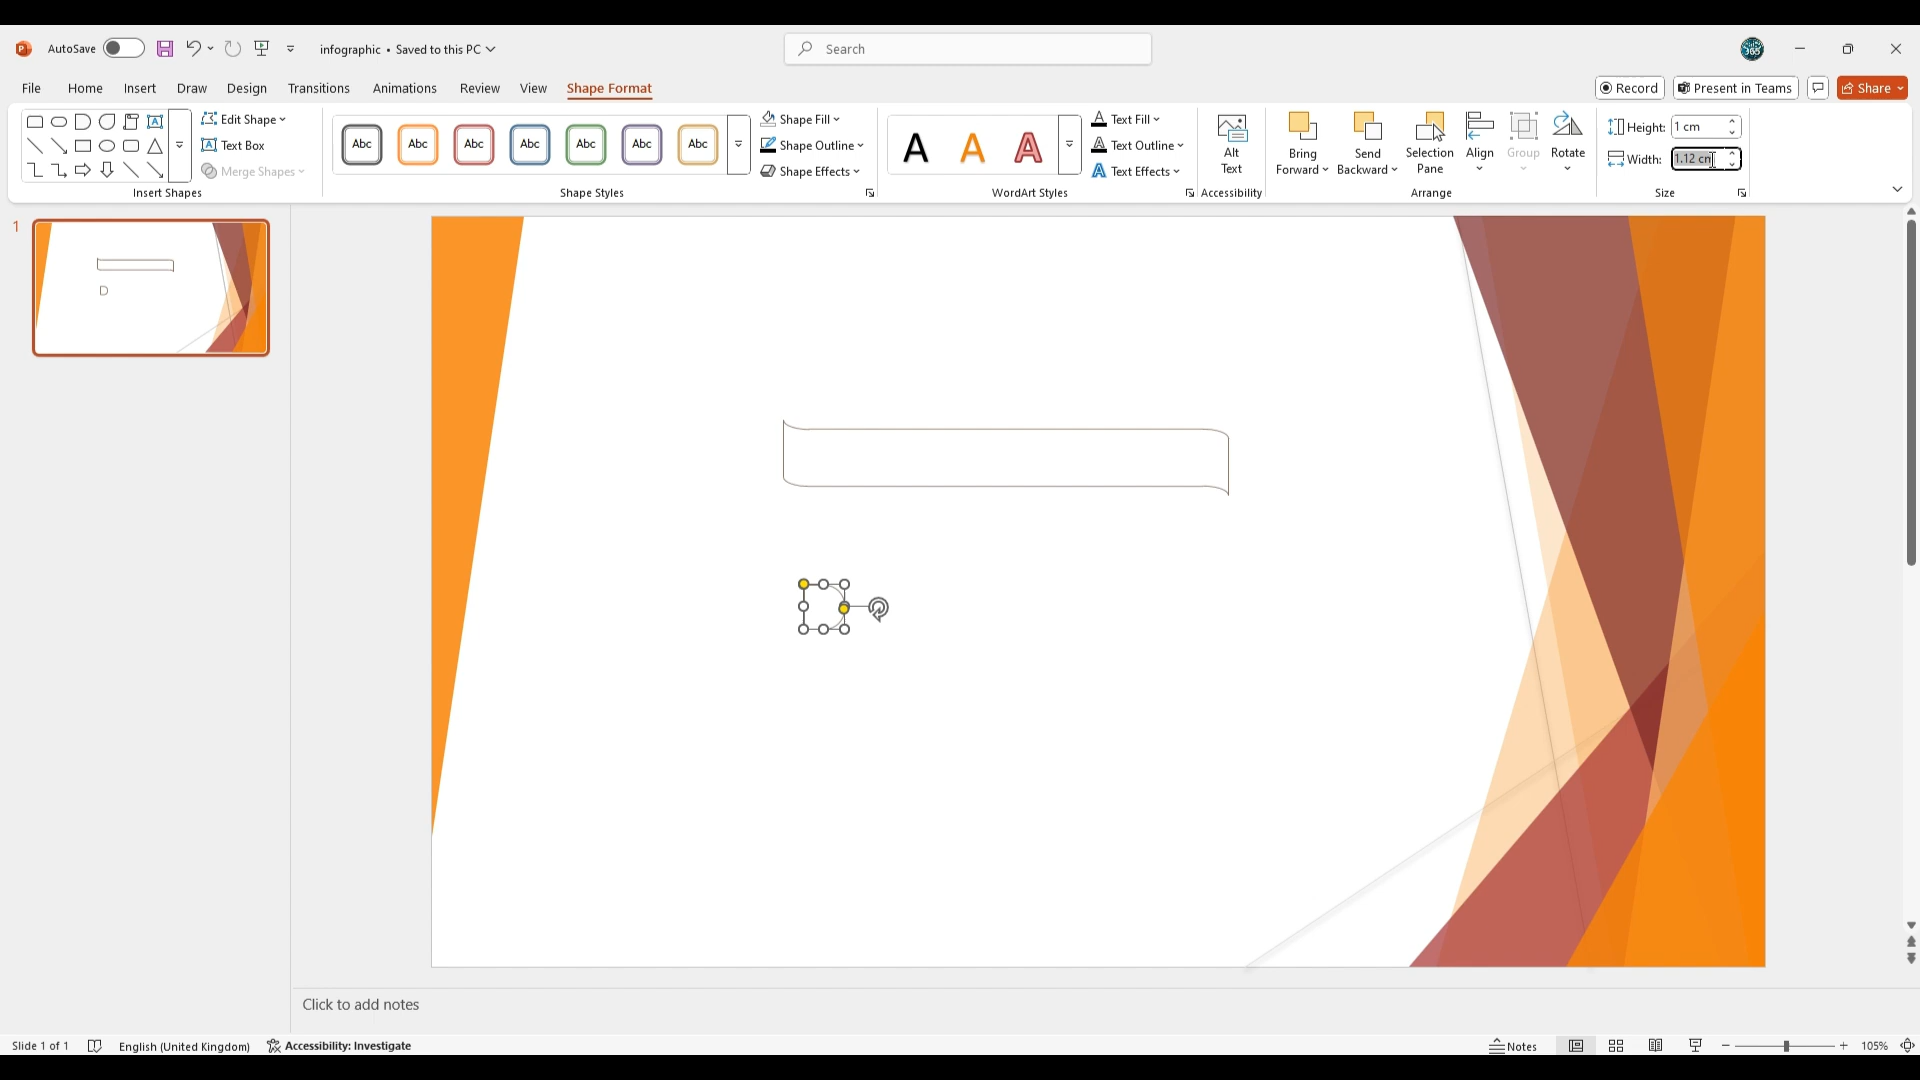 AutoSave
infographic • Saved to this PC
Search
File Home Insert Draw Design Transitions Animations Review View Shape Format
Record Present in Teams Share
Edit Shape
Text Box
Merge Shapes
Insert Shapes
Abc Abc Abc Abc Abc Abc Abc
Shape Fill
Shape Outline
Shape Effects
Shape Styles
A A A
Text Fill
Text Outline
Text Effects
WordArt Styles
Alt
Text
Accessibility
Bring
Forward
Send
Backward
Selection
Pane
Align
Group
Rotate
Arrange
Height: 1 cm
Width: 1.12 cm
Size
1
Click to add notes
Slide 1 of 1 English (United Kingdom) Accessibility: Investigate Notes 105%